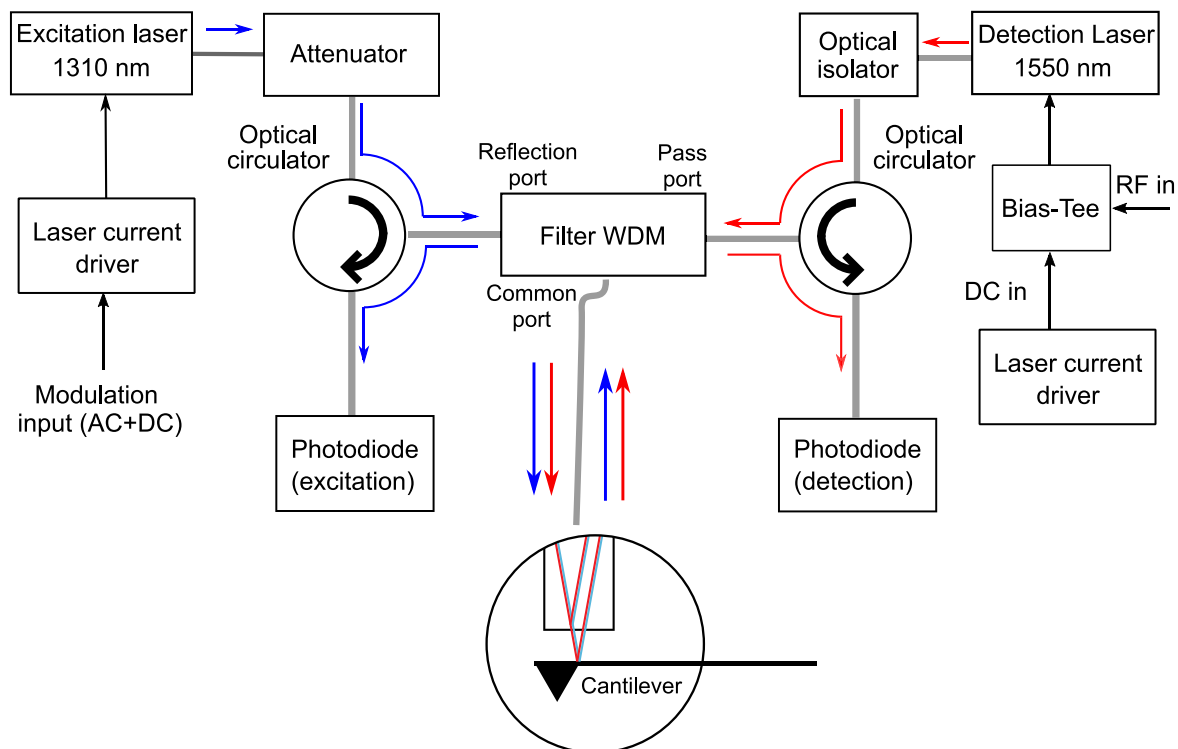 Excitation laser
1310 nm
Attenuator
Optical
isolator
Detection Laser
1550 nm
Optical
circulator
Reflection
port
Pass
port
Optical
circulator
Bias-Tee
RF in
Laser current
driver
Filter WDM
Common
port
DC in
Laser current
driver
Modulation
input (AC+DC)
Photodiode
(excitation)
Photodiode
(detection)
Cantilever